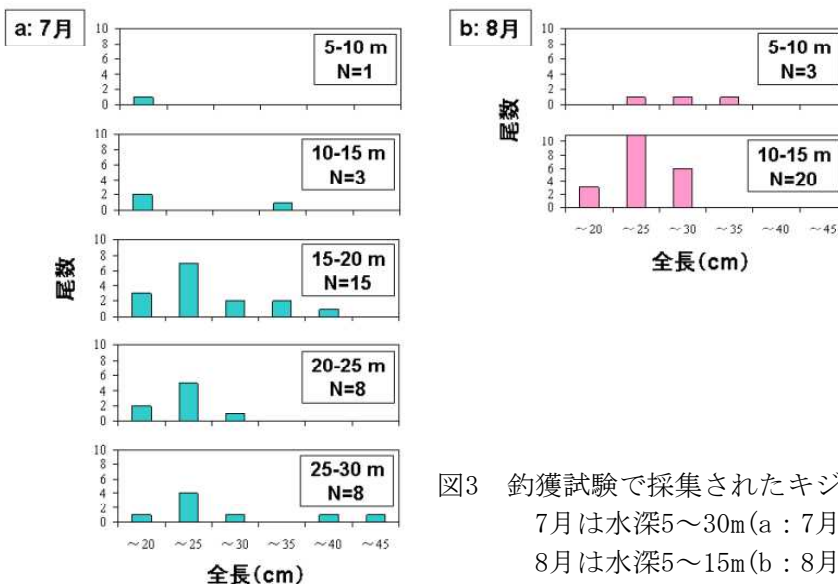 a: 7月
10
8
6
4
2
0
5-10 m
N=1
10
8
6
4
2
0
10-15 m
N=3
尾数
10
8
6
4
2
0
15-20 m
N=15
10
8
6
4
2
0
20-25 m
N=8
10
8
6
4
2
0
25-30 m
N=8
～20 ～25 ～30 ～35 ～40 ～45
全長(cm)
b: 8月
尾数
10
8
6
4
2
0
5-10 m
N=3
10
8
6
4
2
0
10-15 m
N=20
～20 ～25 ～30 ～35 ～40 ～45
全長(cm)
図3 釣獲試験で採集されたキジ
7月は水深5～30m(a：7月
8月は水深5～15m(b：8月